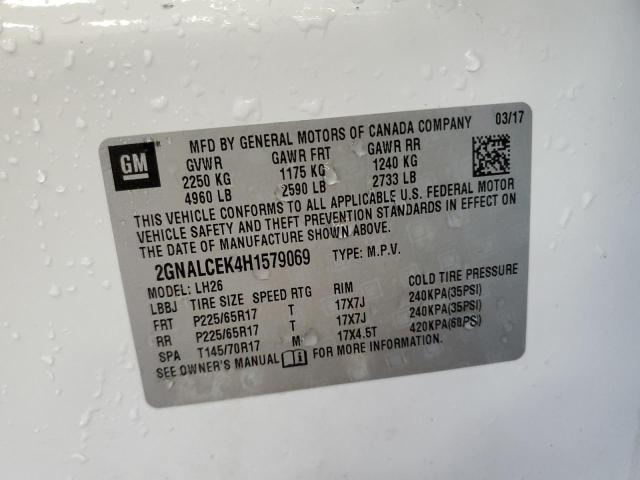 GM
MFD BY GENERAL MOTORS OF CANADA COMPANY 03/17
GVWR GAWR FRT GAWR RR
2250 KG 1175 KG 1240 KG
4960 LB 2590 LB 2733 LB
THIS VEHICLE CONFORMS TO ALL APPLICABLE U.S. FEDERAL MOTOR
VEHICLE SAFETY AND THEFT PREVENTION STANDARDS IN EFFECT ON
THE DATE OF MANUFACTURE SHOWN ABOVE.
2GNALCEK4H1579069 TYPE: M.P.V.
MODEL: LH26
LBBJ TIRE SIZE SPEED RTG RIM COLD TIRE PRESSURE
FRT P225/65R17 T 17X7J 240KPA(35PSI)
RR P225/65R17 T 17X7J 240KPA(35PSI)
SPA T145/70R17 M 17X4.5T 420KPA(60PSI)
SEE OWNER'S MANUAL FOR MORE INFORMATION